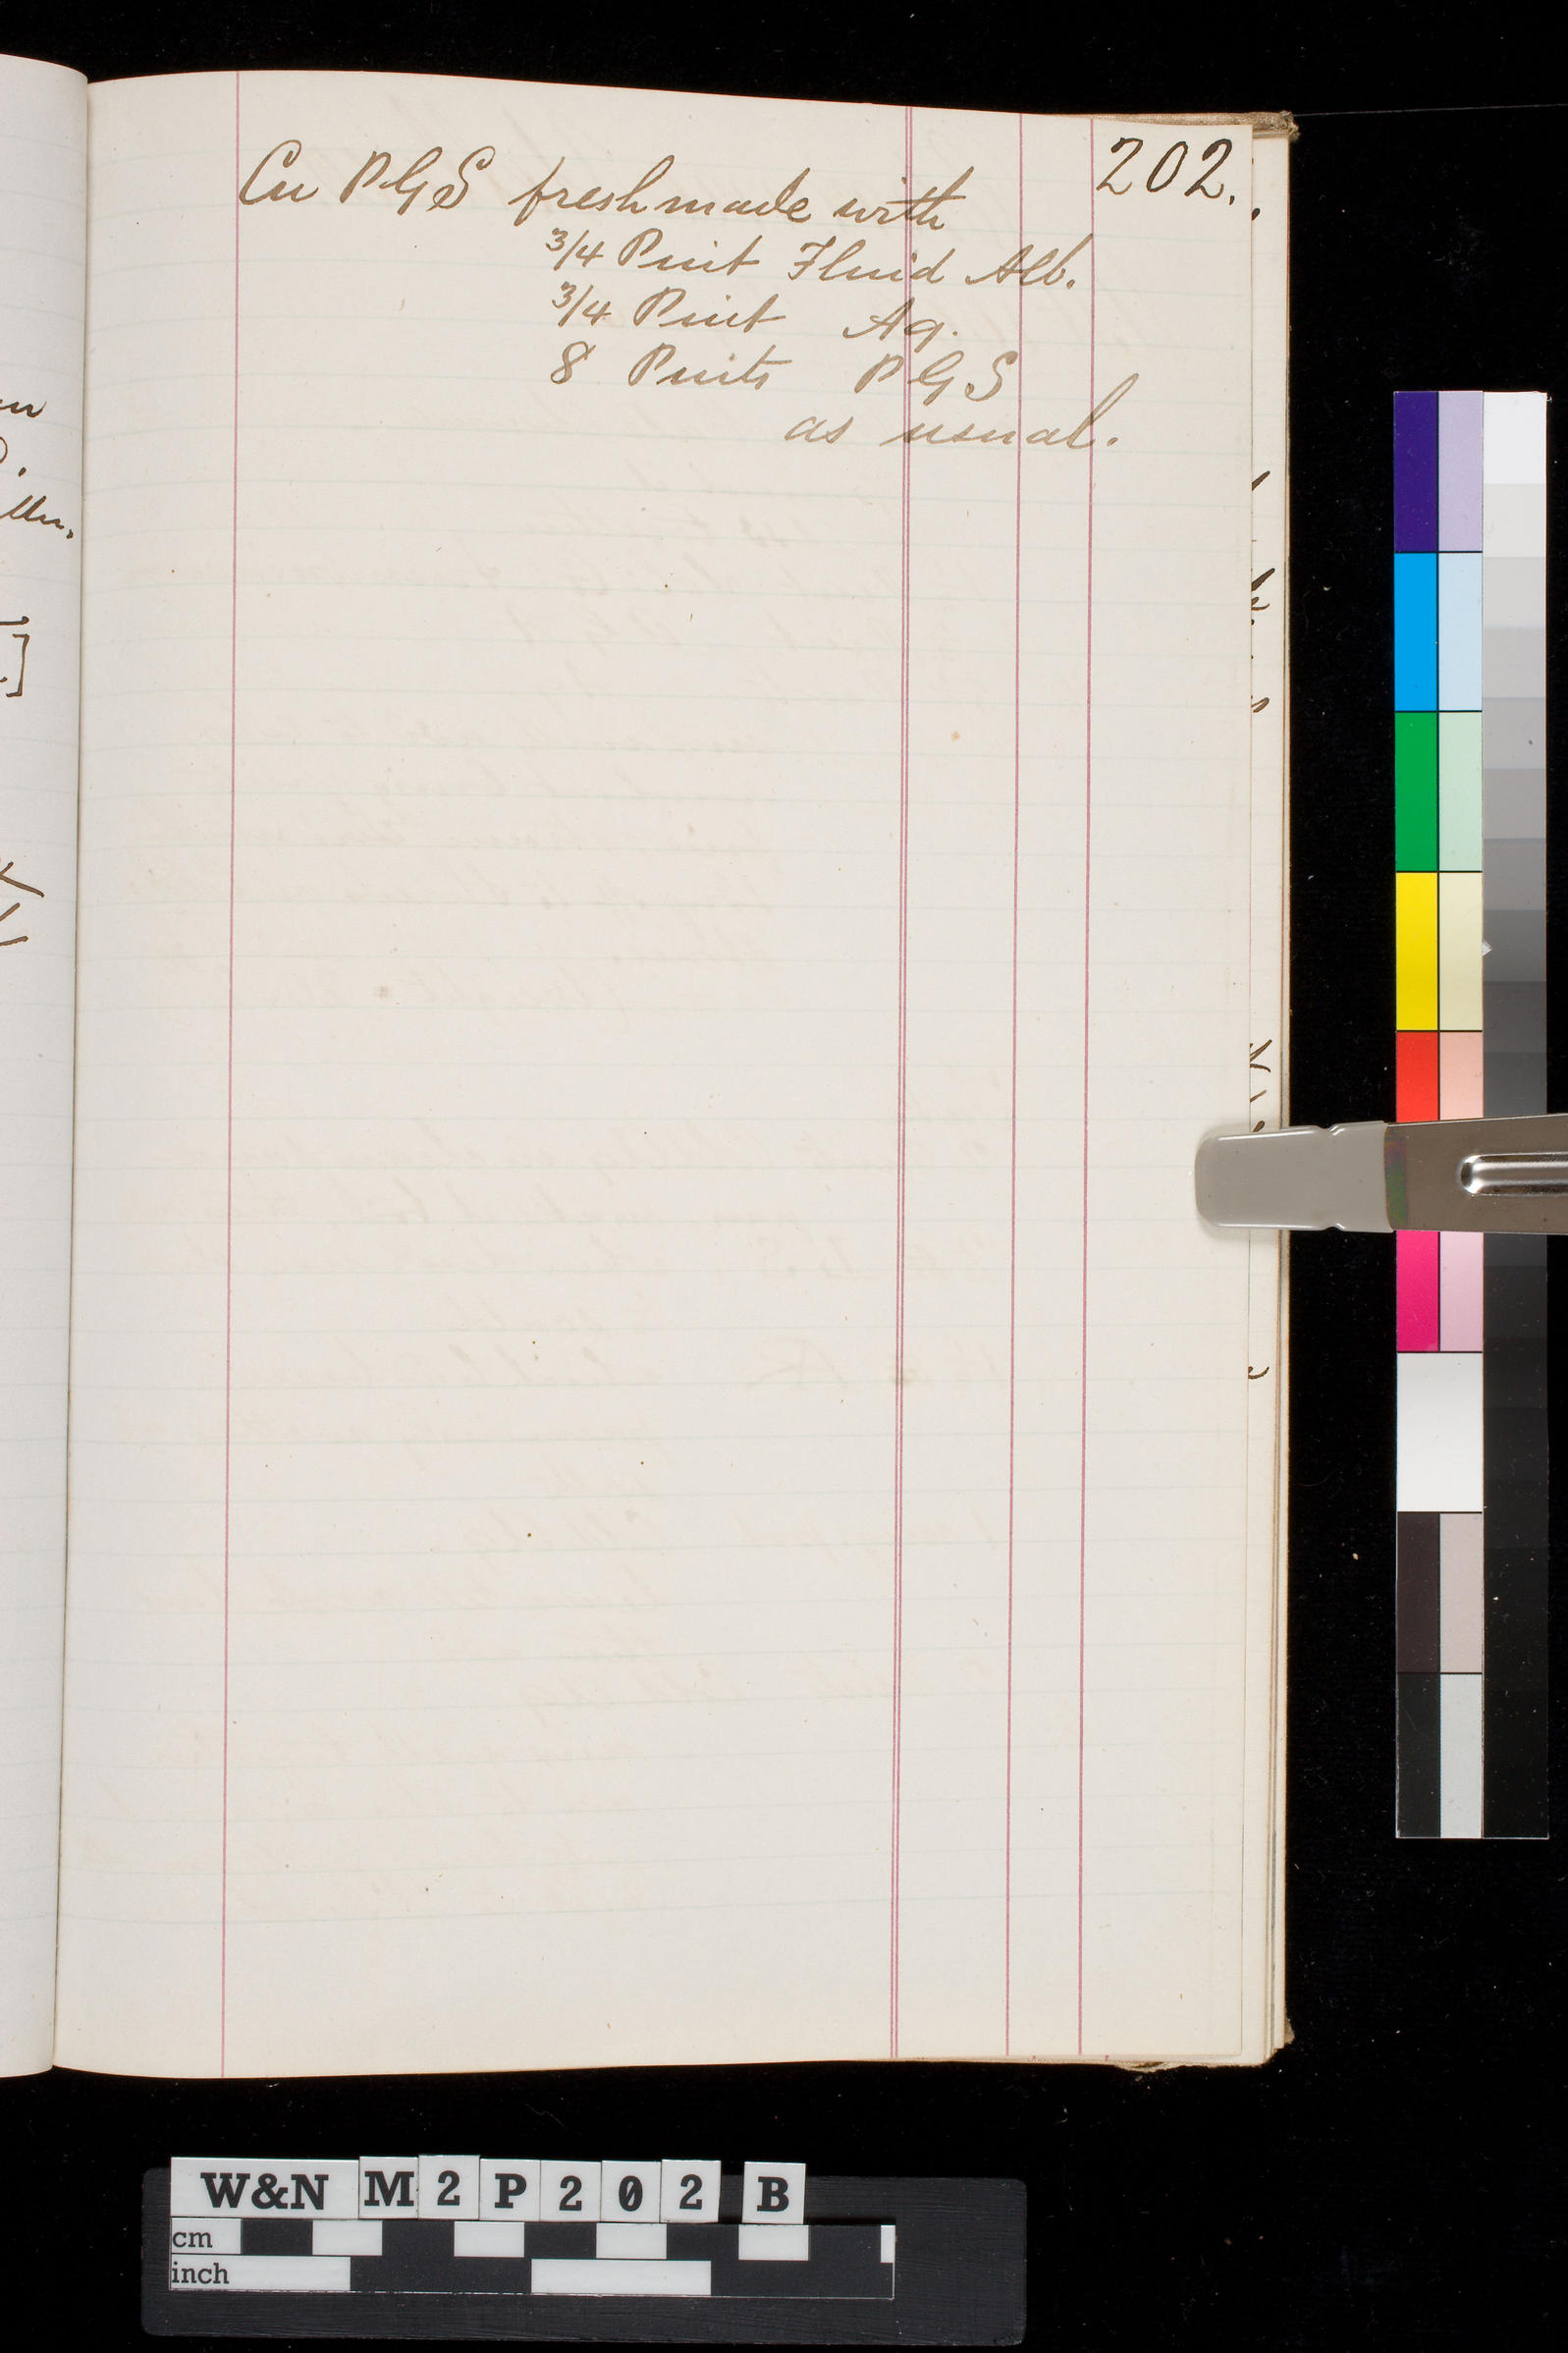 202.
Cu P.G.S fresh made with
3/4 Pint Fluid Alb.
3/4 Pint Aq.
8 Pints P G S
as usual.
W&N M 2 P 2 0 2 B
cm
inch